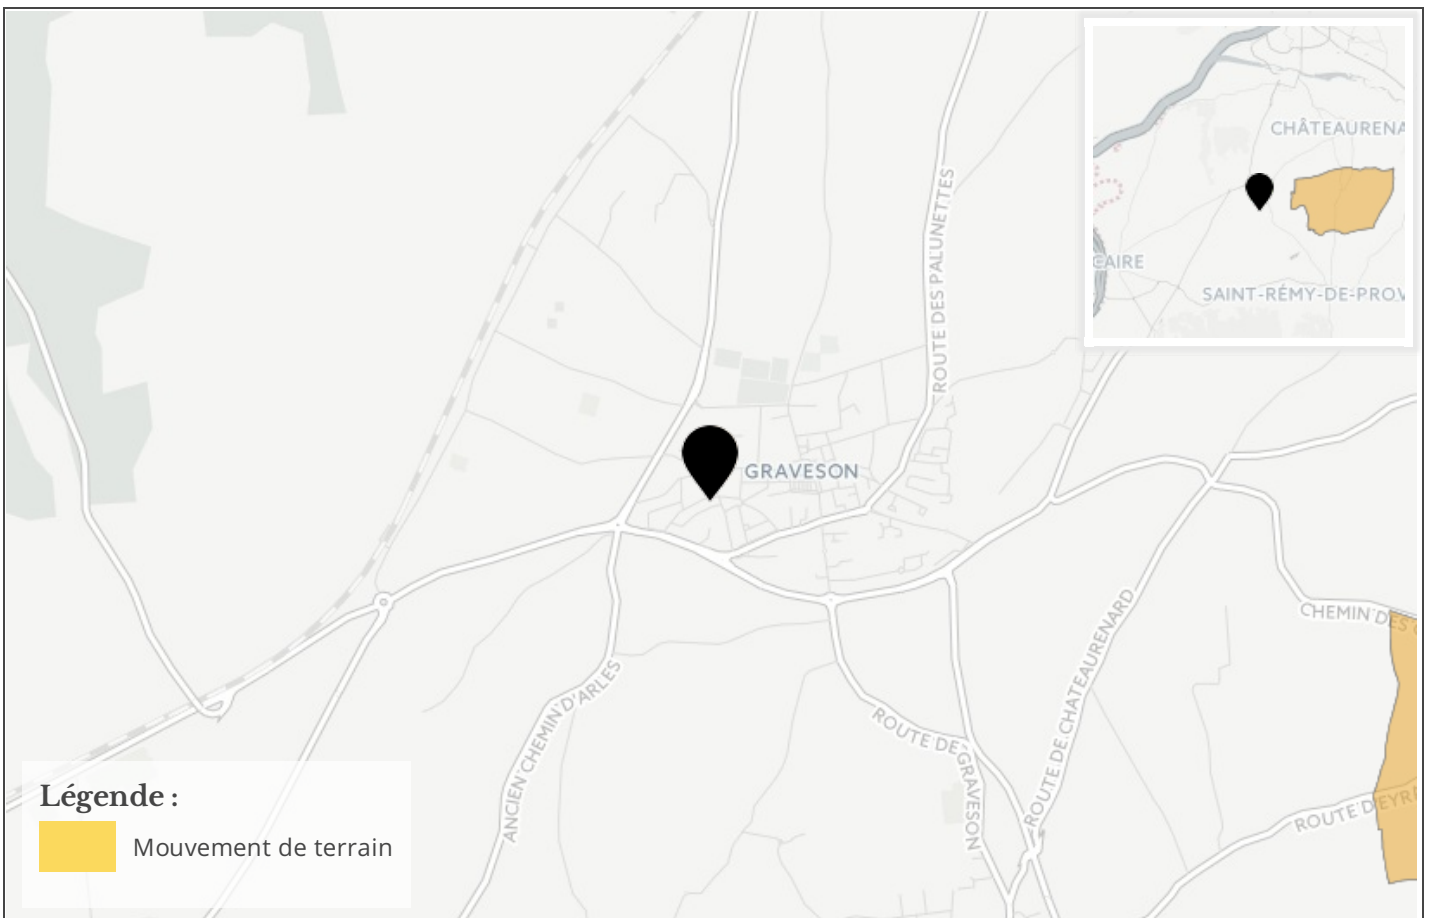 CHÂTEAURENA
CAIRE
SAINT-RÉMY-DE-PROV
ROUTE DES PALUNETTES
GRAVESON
CHEMIN DES
ROUTE DE CHATEAURENARD
ANCIEN CHEMIN D'ARLES
ROUTE DE GRAVESON
ROUTE D'EYR
Légende :
Mouvement de terrain